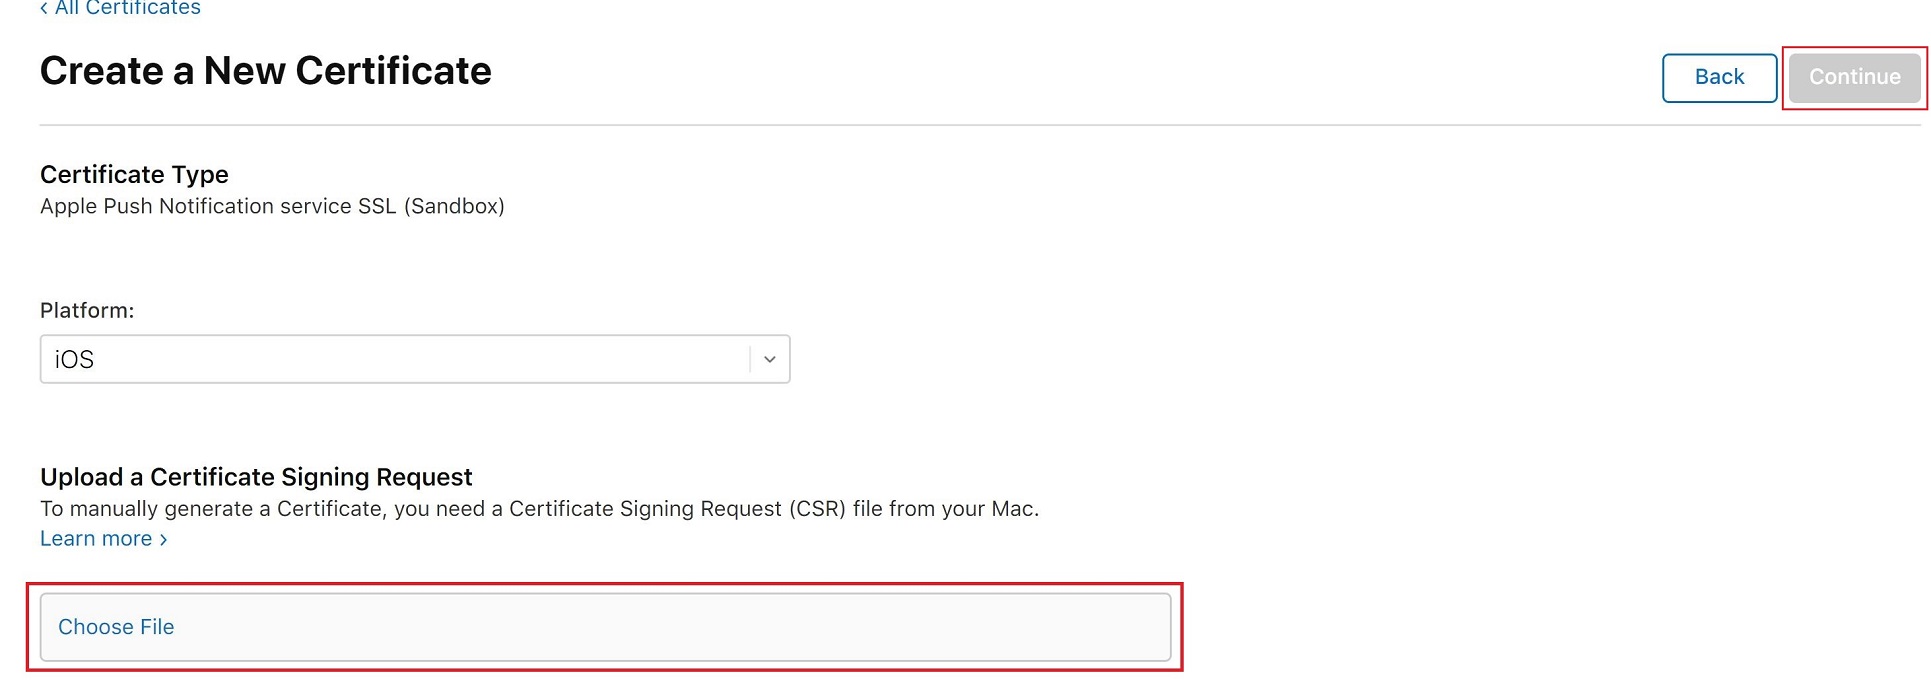 ‹ All Certificates
Create a New Certificate
Back
Continue
Certificate Type
Apple Push Notification service SSL (Sandbox)
Platform:
iOS
Upload a Certificate Signing Request
To manually generate a Certificate, you need a Certificate Signing Request (CSR) file from your Mac.
Learn more ›
Choose File